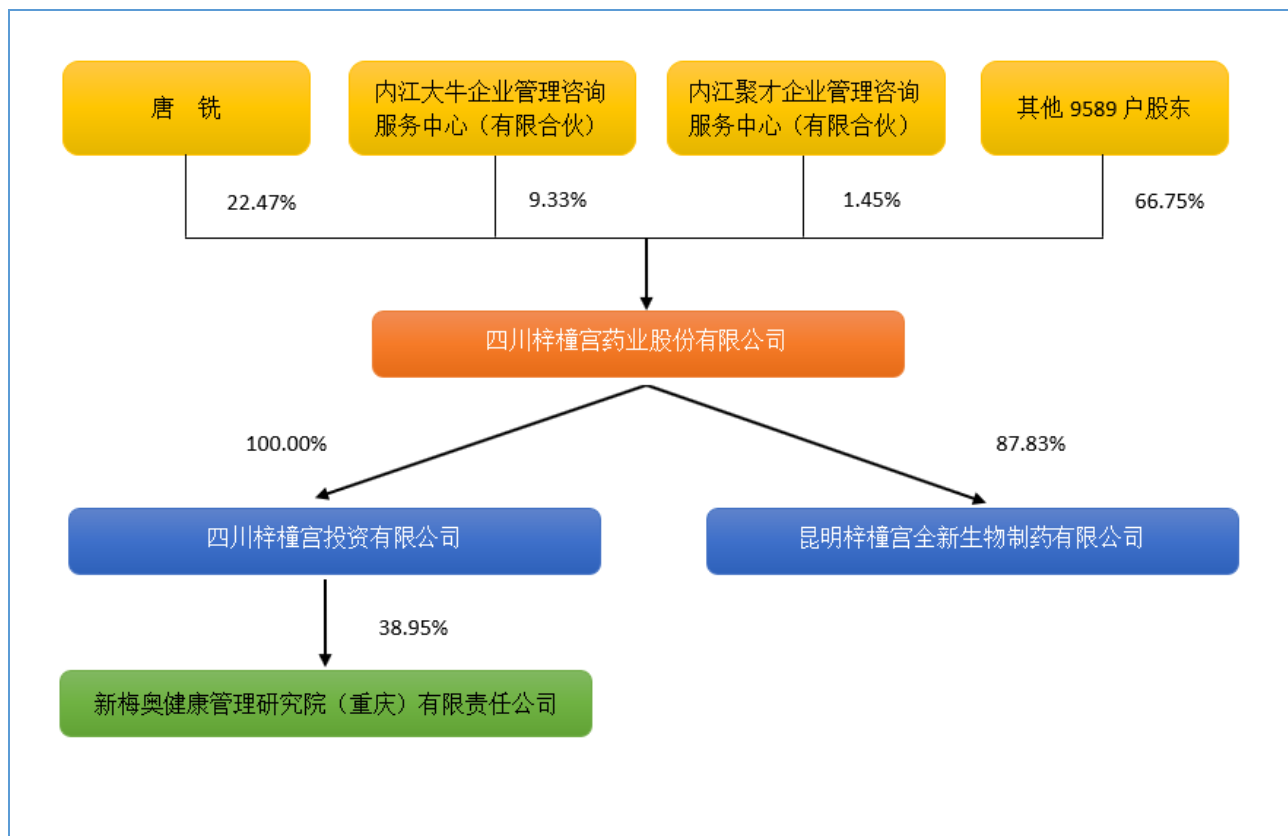 唐 铣
内江大牛企业管理咨询
服务中心（有限合伙）
内江聚才企业管理咨询
服务中心（有限合伙）
其他 9589 户股东
22.47%
9.33%
1.45%
66.75%
四川梓橦宫药业股份有限公司
100.00%
87.83%
四川梓橦宫投资有限公司
昆明梓橦宫全新生物制药有限公司
38.95%
新梅奥健康管理研究院（重庆）有限责任公司